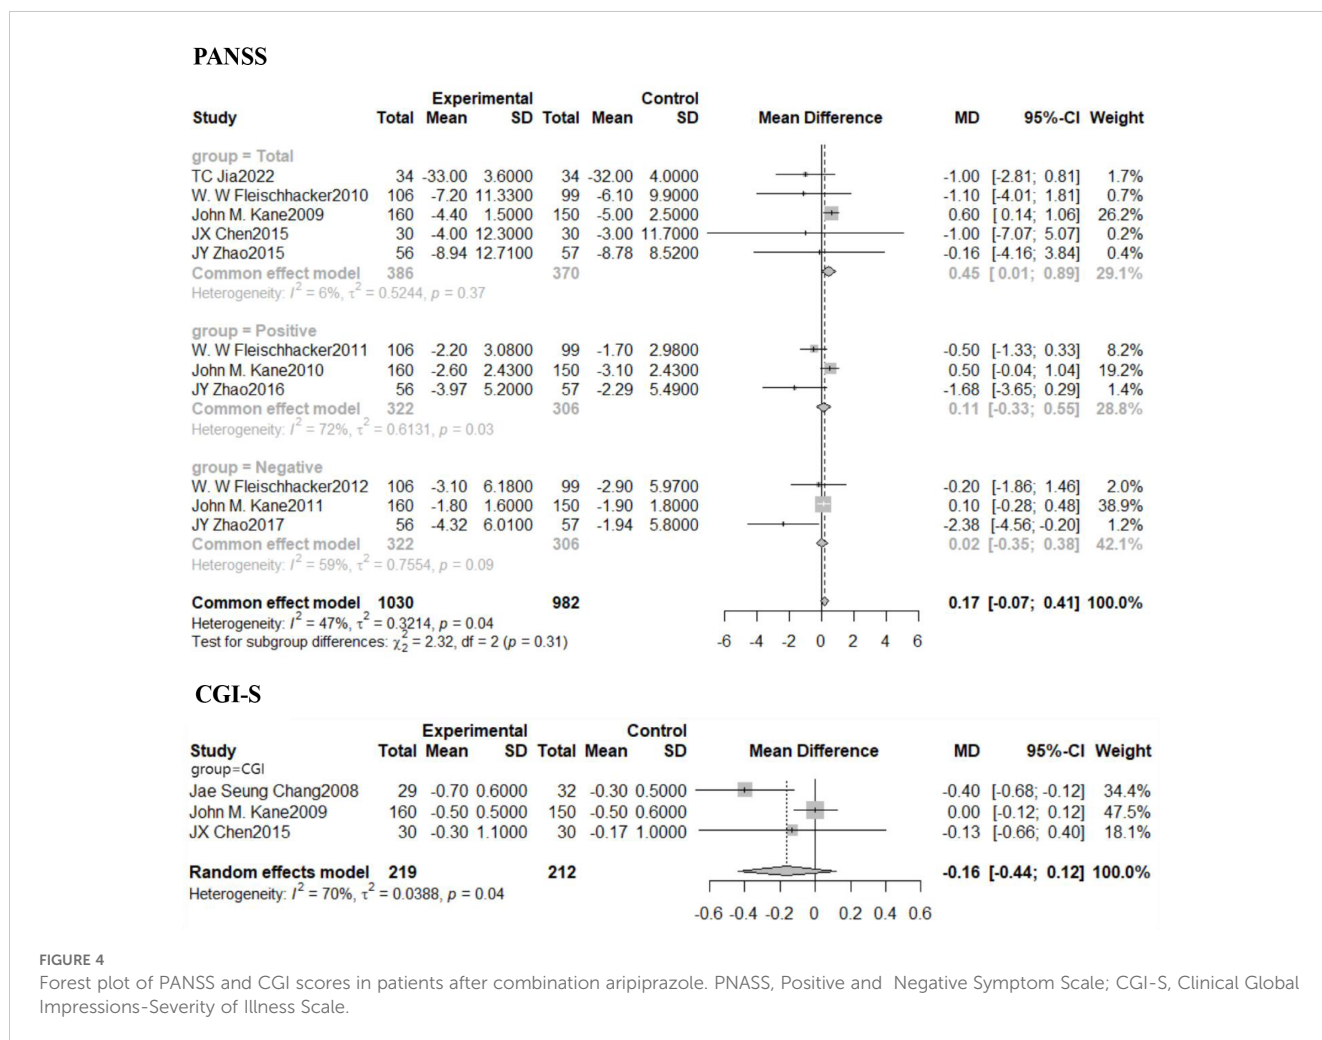 PANSS
Experimental Control
Study Total Mean SD Total Mean SD Mean Difference MD 95%-CI Weight
group = Total
TC Jia2022 34 -33.00 3.6000 34 -32.00 4.0000 -1.00 [-2.81; 0.81] 1.7%
W. W Fleischhacker2010 106 -7.20 11.3300 99 -6.10 9.9000 -1.10 [-4.01; 1.81] 0.7%
John M. Kane2009 160 -4.40 1.5000 150 -5.00 2.5000 0.60 [ 0.14; 1.06] 26.2%
JX Chen2015 30 -4.00 12.3000 30 -3.00 11.7000 -1.00 [-7.07; 5.07] 0.2%
JY Zhao2015 56 -8.94 12.7100 57 -8.78 8.5200 -0.16 [-4.16; 3.84] 0.4%
Common effect model 386 370 0.45 [ 0.01; 0.89] 29.1%
Heterogeneity: I² = 6%, τ² = 0.5244, p = 0.37
group = Positive
W. W Fleischhacker2011 106 -2.20 3.0800 99 -1.70 2.9800 -0.50 [-1.33; 0.33] 8.2%
John M. Kane2010 160 -2.60 2.4300 150 -3.10 2.4300 0.50 [-0.04; 1.04] 19.2%
JY Zhao2016 56 -3.97 5.2000 57 -2.29 5.4900 -1.68 [-3.65; 0.29] 1.4%
Common effect model 322 306 0.11 [-0.33; 0.55] 28.8%
Heterogeneity: I² = 72%, τ² = 0.6131, p = 0.03
group = Negative
W. W Fleischhacker2012 106 -3.10 6.1800 99 -2.90 5.9700 -0.20 [-1.86; 1.46] 2.0%
John M. Kane2011 160 -1.80 1.6000 150 -1.90 1.8000 0.10 [-0.28; 0.48] 38.9%
JY Zhao2017 56 -4.32 6.0100 57 -1.94 5.8000 -2.38 [-4.56; -0.20] 1.2%
Common effect model 322 306 0.02 [-0.35; 0.38] 42.1%
Heterogeneity: I² = 59%, τ² = 0.7554, p = 0.09
Common effect model 1030 982 0.17 [-0.07; 0.41] 100.0%
Heterogeneity: I² = 47%, τ² = 0.3214, p = 0.04
Test for subgroup differences: χ²₂ = 2.32, df = 2 (p = 0.31)
-6 -4 -2 0 2 4 6
CGI-S
Experimental Control
Study Total Mean SD Total Mean SD Mean Difference MD 95%-CI Weight
group=CGI
Jae Seung Chang2008 29 -0.70 0.6000 32 -0.30 0.5000 -0.40 [-0.68; -0.12] 34.4%
John M. Kane2009 160 -0.50 0.5000 150 -0.50 0.6000 0.00 [-0.12; 0.12] 47.5%
JX Chen2015 30 -0.30 1.1000 30 -0.17 1.0000 -0.13 [-0.66; 0.40] 18.1%
Random effects model 219 212 -0.16 [-0.44; 0.12] 100.0%
Heterogeneity: I² = 70%, τ² = 0.0388, p = 0.04
-0.6 -0.4 -0.2 0 0.2 0.4 0.6
FIGURE 4
Forest plot of PANSS and CGI scores in patients after combination aripiprazole. PNASS, Positive and Negative Symptom Scale; CGI-S, Clinical Global
Impressions-Severity of Illness Scale.